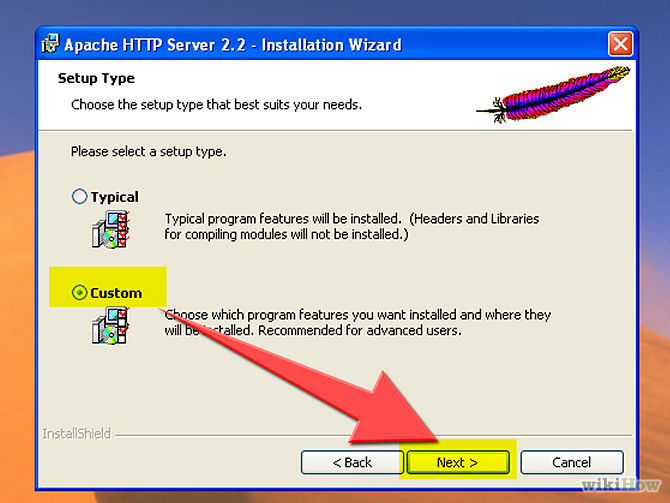 Apache HTTP Server 2.2 - Installation Wizard
Setup Type
Choose the setup type that best suits your needs.
Please select a setup type.
Typical
Typical program features will be installed. (Headers and Libraries
for compiling modules will not be installed.)
Custom
Choose which program features you want installed and where they
will be installed. Recommended for advanced users.
InstallShield
< Back
Next >
Cancel
wikiHow